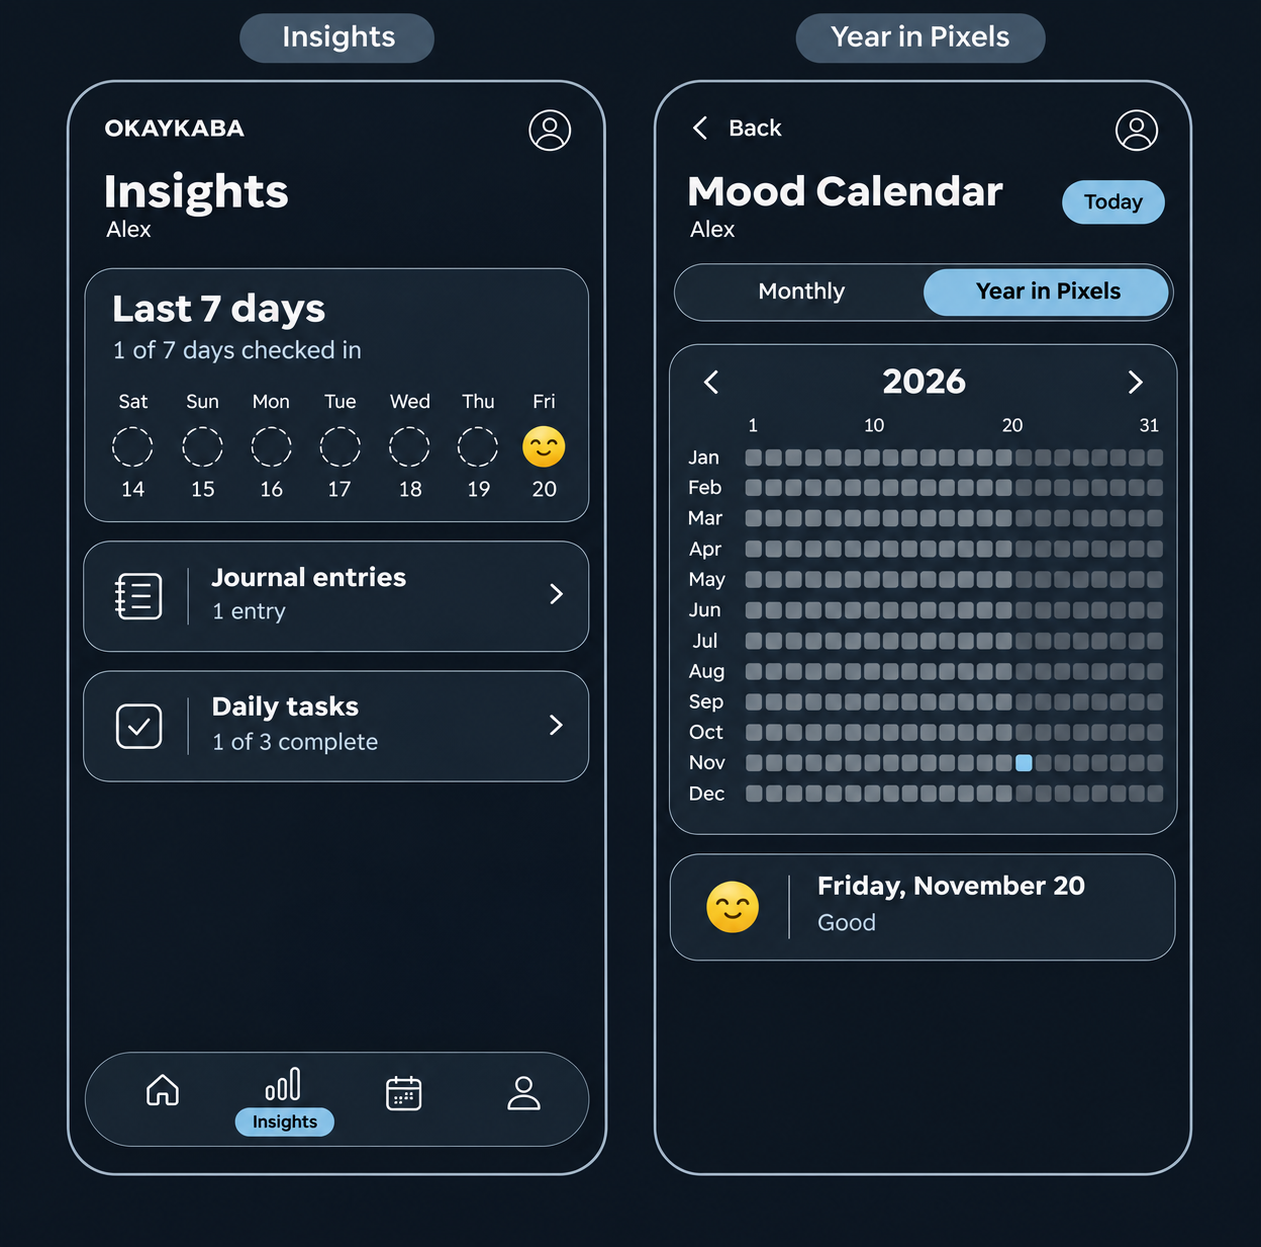 Insights
OKAYKABA
Insights
Alex
Last 7 days
1 of 7 days checked in
Sat Sun Mon Tue Wed Thu Fri
14 15 16 17 18 19 20
Journal entries
1 entry
Daily tasks
1 of 3 complete
Insights
Year in Pixels
Back
Mood Calendar
Today
Alex
Monthly Year in Pixels
2026
1 10 20 31
Jan
Feb
Mar
Apr
May
Jun
Jul
Aug
Sep
Oct
Nov
Dec
Friday, November 20
Good